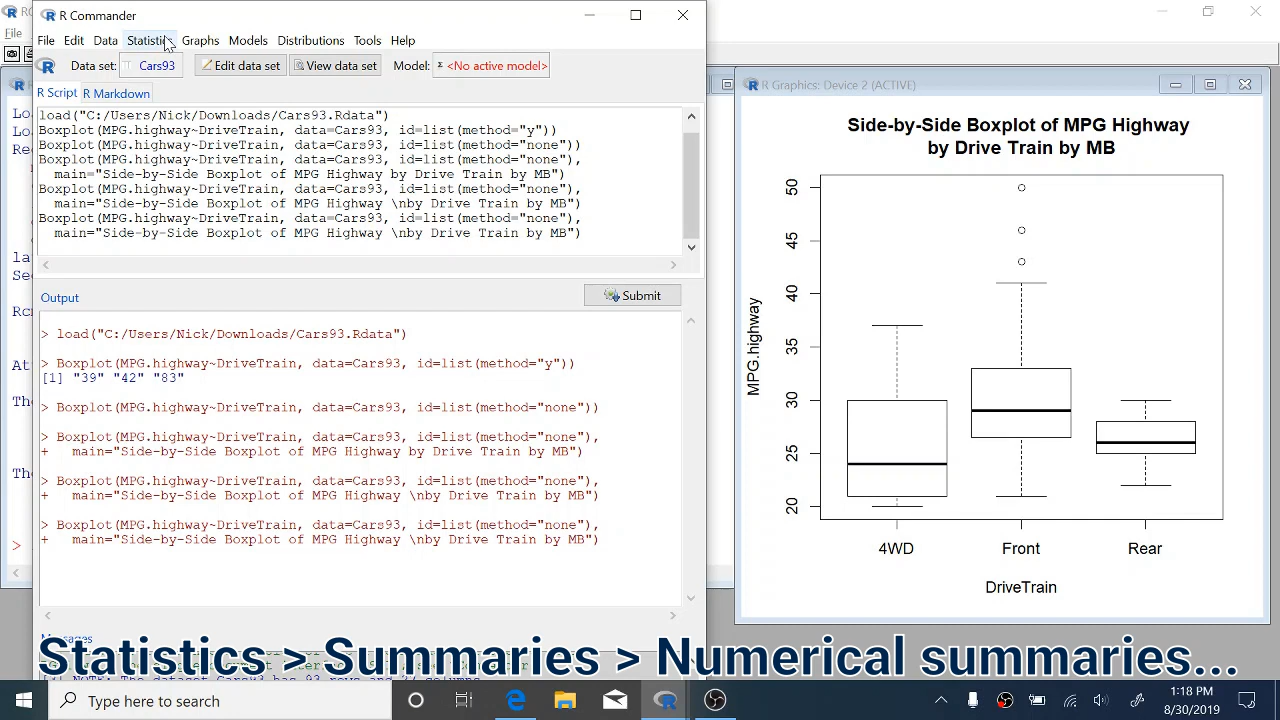 R Commander
File Edit Data Statistics Graphs Models Distributions Tools Help
Data set: Cars93 Edit data set View data set Model: <No active model>
R Script R Markdown
load("C:/Users/Nick/Downloads/Cars93.Rdata")
Boxplot(MPG.highway~DriveTrain, data=Cars93, id=list(method="y"))
Boxplot(MPG.highway~DriveTrain, data=Cars93, id=list(method="none"))
Boxplot(MPG.highway~DriveTrain, data=Cars93, id=list(method="none"),
main="Side-by-Side Boxplot of MPG Highway by Drive Train by MB")
Boxplot(MPG.highway~DriveTrain, data=Cars93, id=list(method="none"),
main="Side-by-Side Boxplot of MPG Highway \nby Drive Train by MB")
Boxplot(MPG.highway~DriveTrain, data=Cars93, id=list(method="none"),
main="Side-by-Side Boxplot of MPG Highway \nby Drive Train by MB")
Output
Submit
load("C:/Users/Nick/Downloads/Cars93.Rdata")
> Boxplot(MPG.highway~DriveTrain, data=Cars93, id=list(method="y"))
[1] "39" "42" "83"
> Boxplot(MPG.highway~DriveTrain, data=Cars93, id=list(method="none"))
> Boxplot(MPG.highway~DriveTrain, data=Cars93, id=list(method="none"),
+ main="Side-by-Side Boxplot of MPG Highway by Drive Train by MB")
> Boxplot(MPG.highway~DriveTrain, data=Cars93, id=list(method="none"),
+ main="Side-by-Side Boxplot of MPG Highway \nby Drive Train by MB")
> Boxplot(MPG.highway~DriveTrain, data=Cars93, id=list(method="none"),
+ main="Side-by-Side Boxplot of MPG Highway \nby Drive Train by MB")
Messages
R Graphics: Device 2 (ACTIVE)
Side-by-Side Boxplot of MPG Highway
by Drive Train by MB
MPG.highway
50
45
40
35
30
25
20
4WD Front Rear
DriveTrain
Statistics > Summaries > Numerical summaries...
Type here to search
1:18 PM
8/30/2019